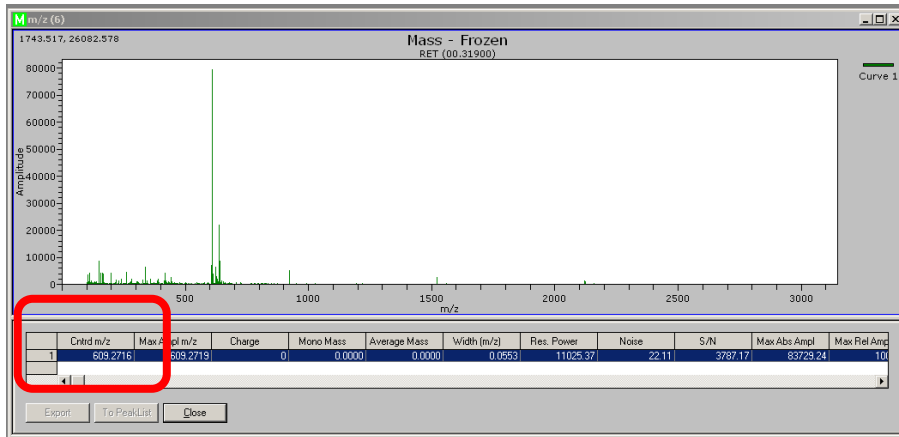 m/z (6)
1743.517, 26082.578
Mass - Frozen
RET (00.31900)
Curve 1
Amplitude
80000
70000
60000
50000
40000
30000
20000
10000
0
500 1000 1500 2000 2500 3000
m/z
Cntrd m/z Max Ampl m/z Charge Mono Mass Average Mass Width (m/z) Res. Power Noise S/N Max Abs Ampl Max Rel Amp
1 609.2716 609.2719 0 0.0000 0.0000 0.0553 11025.37 22.11 3787.17 83729.24 100
Export To PeakList Close